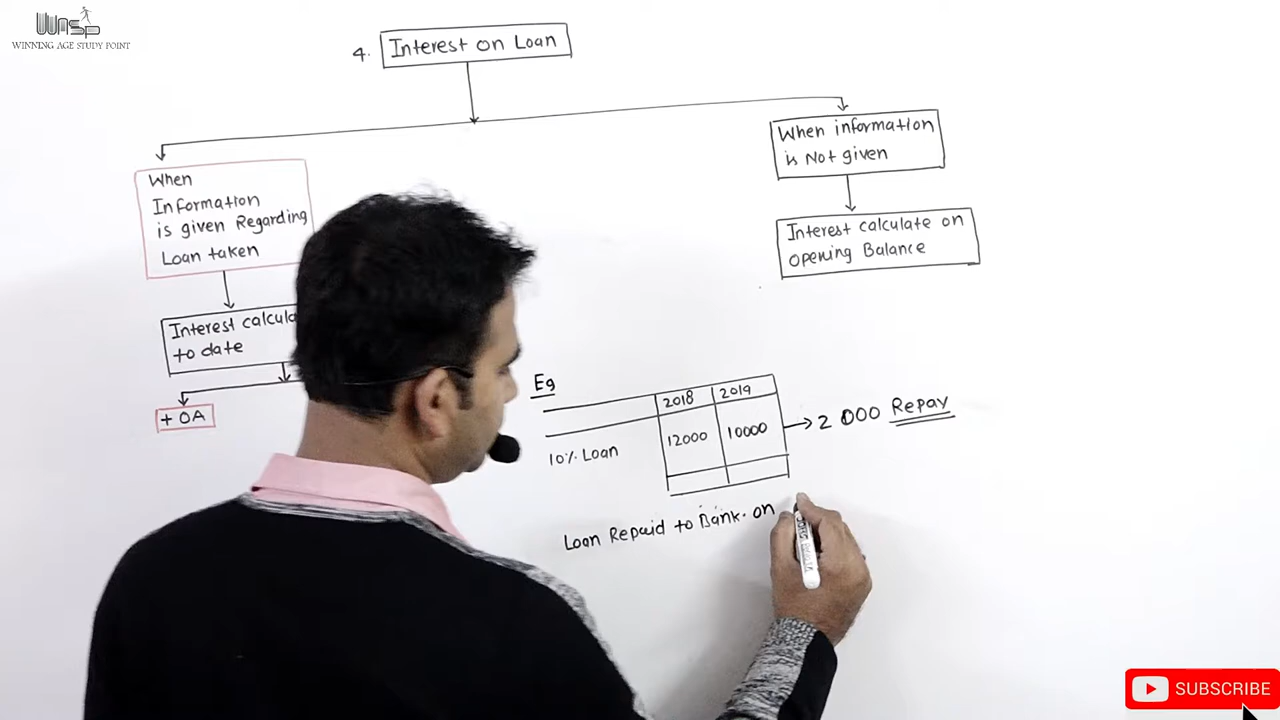 WASP
WINNING AGE STUDY POINT
4. Interest on Loan
When information
is Not given
Interest calculate on
opening Balance
When
Information
is given Regarding
Loan taken
to date
+ OA
Eg
2018 2019
10% Loan 12000 10000 → 2 000 Repay
Loan Repaid to Bank on
SUBSCRIBE